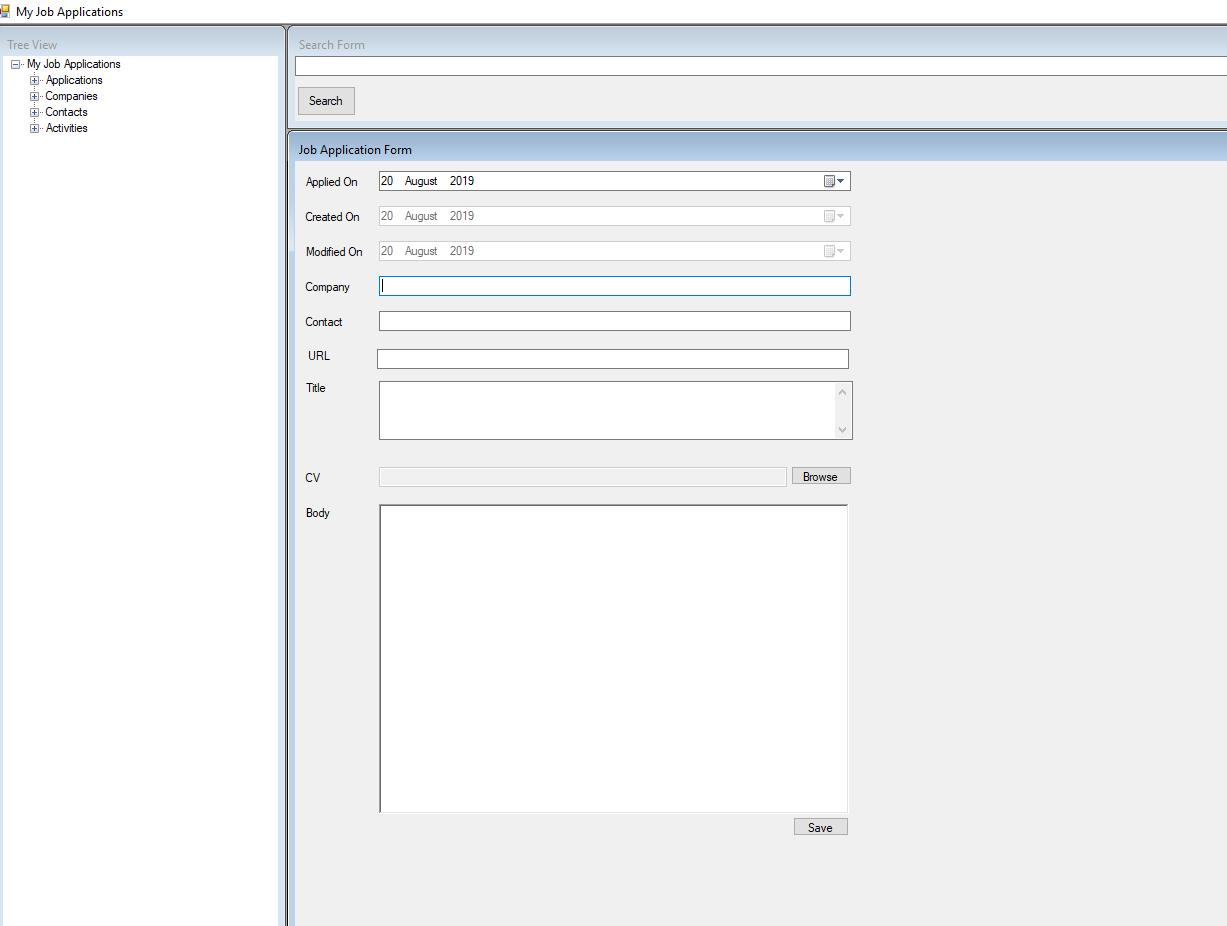 My Job Applications
Tree View
My Job Applications
Applications
Companies
Contacts
Activities
Search Form
Search
Job Application Form
Applied On 20 August 2019
Created On 20 August 2019
Modified On 20 August 2019
Company
Contact
URL
Title
CV Browse
Body
Save